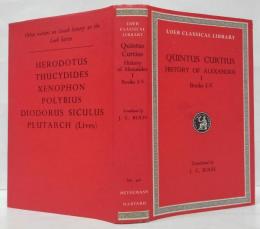 Other writers on Greek history in the
Loeb Series
HERODOTUS
THUCYDIDES
XENOPHON
POLYBIUS
DIODORUS SICULUS
PLUTARCH (Lives)
LOEB
CLASSICAL
LIBRARY
Quintus
Curtius
History
of Alexander
I
Books I-V
Translated by
J. C. ROLFE
HEINEMANN
HARVARD
LOEB CLASSICAL LIBRARY
QUINTUS CURTIUS
HISTORY OF ALEXANDER
I
Books I-V
Translated by
J. C. ROLFE